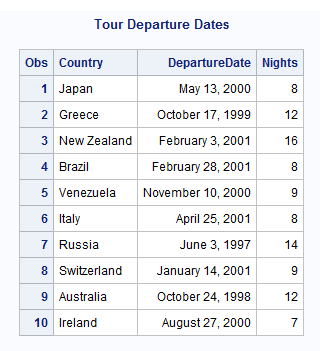 Tour Departure Dates
Obs Country DepartureDate Nights
1 Japan May 13, 2000 8
2 Greece October 17, 1999 12
3 New Zealand February 3, 2001 16
4 Brazil February 28, 2001 8
5 Venezuela November 10, 2000 9
6 Italy April 25, 2001 8
7 Russia June 3, 1997 14
8 Switzerland January 14, 2001 9
9 Australia October 24, 1998 12
10 Ireland August 27, 2000 7